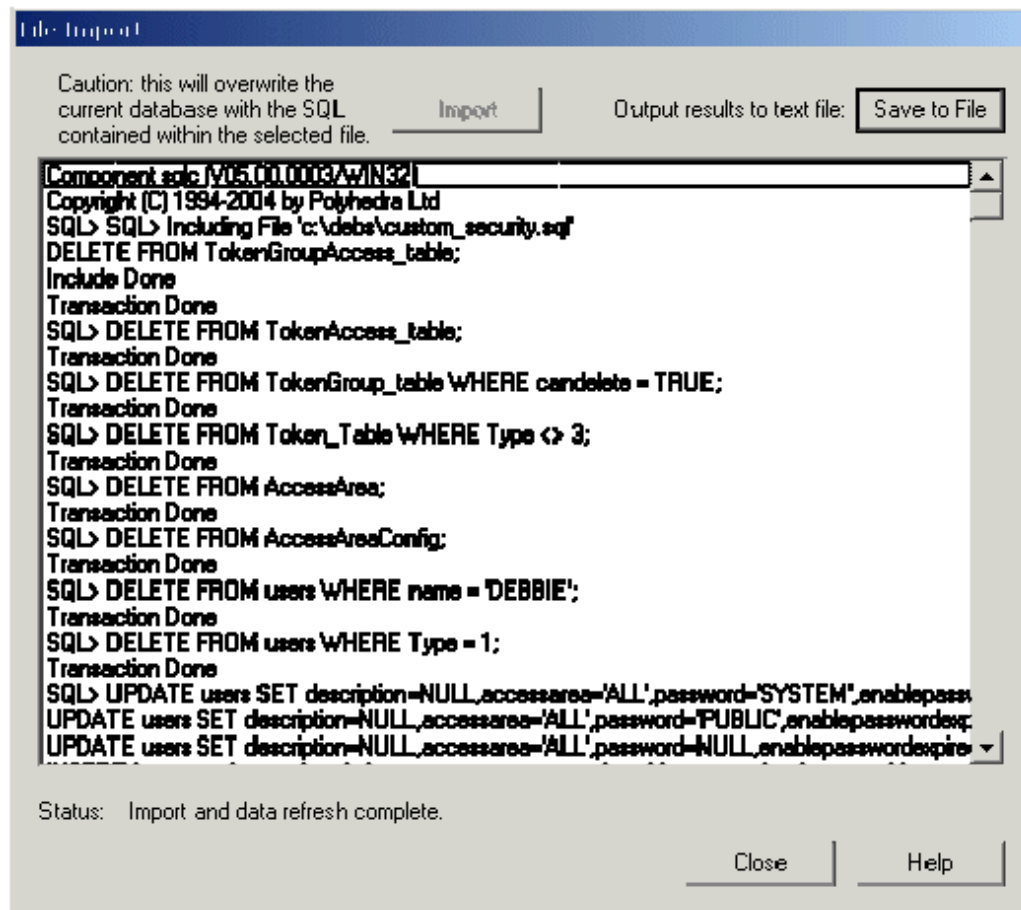 File Import
Caution: this will overwrite the
current database with the SQL
contained within the selected file.
Import
Output results to text file:
Save to File
Component sqlc (V05.00.0003/WIN32)
Copyright (C) 1994-2004 by Polyhedra Ltd
SQL> SQL> Including File 'c:\debs\custom_security.sql'
DELETE FROM TokenGroupAccess_table;
Include Done
Transaction Done
SQL> DELETE FROM TokenAccess_table;
Transaction Done
SQL> DELETE FROM TokenGroup_table WHERE candelete = TRUE;
Transaction Done
SQL> DELETE FROM Token_Table WHERE Type <> 3;
Transaction Done
SQL> DELETE FROM AccessArea;
Transaction Done
SQL> DELETE FROM AccessAreaConfig;
Transaction Done
SQL> DELETE FROM users WHERE name = 'DEBBIE';
Transaction Done
SQL> DELETE FROM users WHERE Type = 1;
Transaction Done
SQL> UPDATE users SET description=NULL,accessarea='ALL',password='SYSTEM',enablepassw
UPDATE users SET description=NULL,accessarea='ALL',password='PUBLIC',enablepasswordexp
UPDATE users SET description=NULL,accessarea='ALL',password=NULL,enablepasswordexpire
Status: Import and data refresh complete.
Close
Help